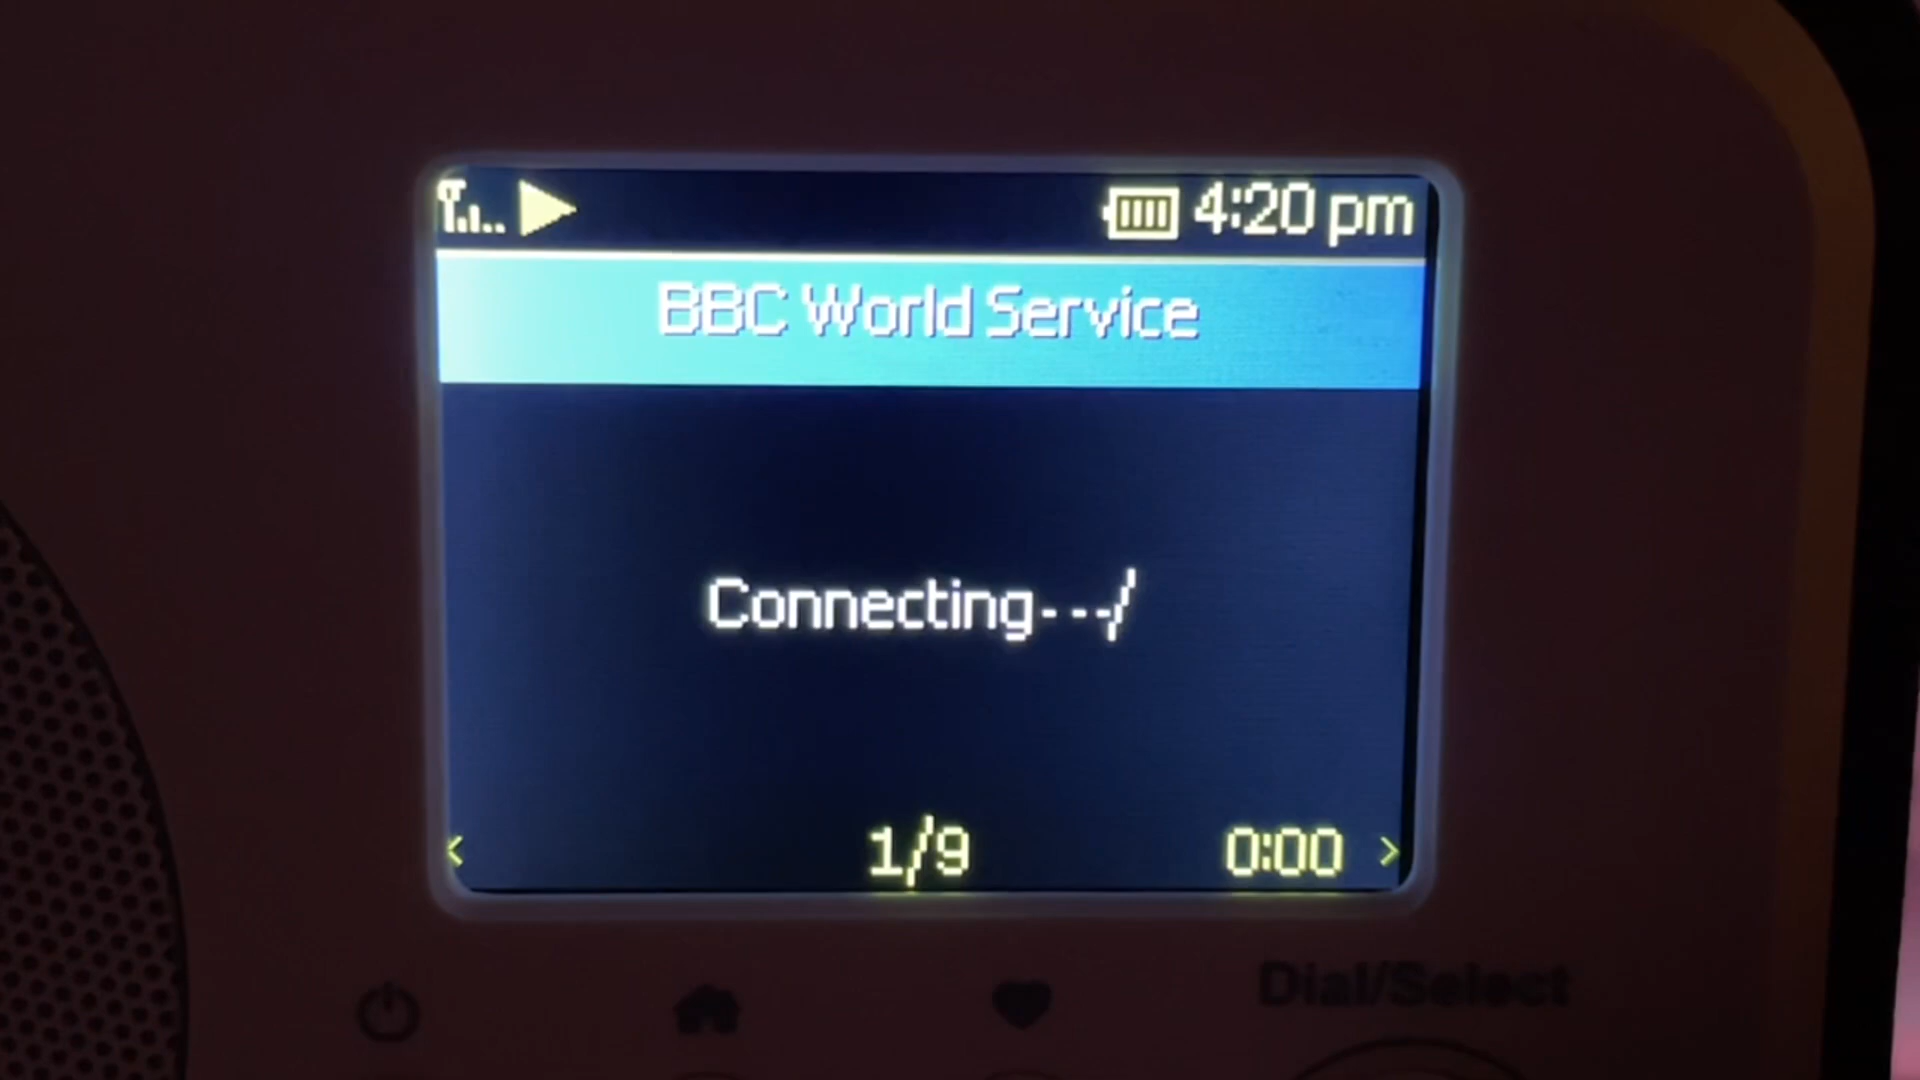 4:20 pm
BBC World Service
Connecting---/
1/9
0:00
Dial/Select